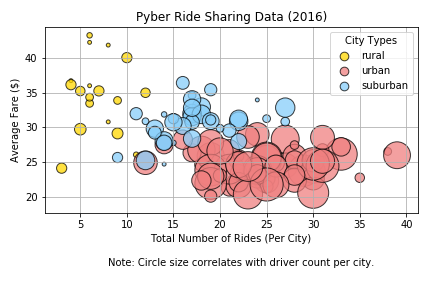 Pyber Ride Sharing Data (2016)
City Types
rural
urban
suburban
Average Fare ($)
40
35
30
25
20
5 10 15 20 25 30 35 40
Total Number of Rides (Per City)
Note: Circle size correlates with driver count per city.